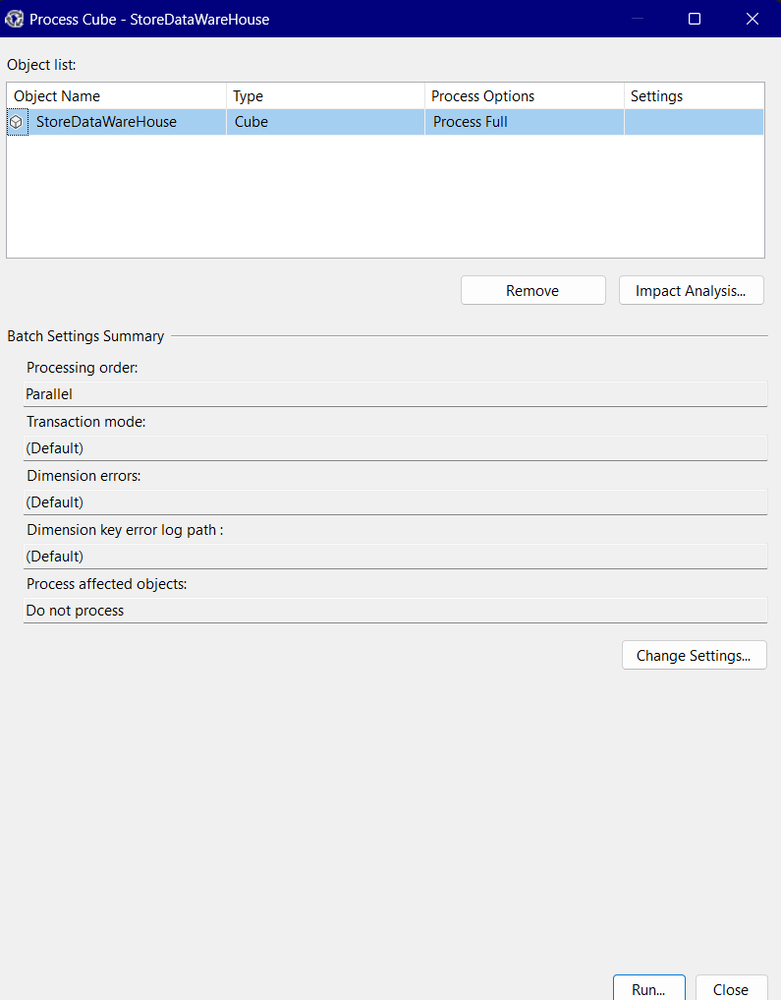 Process Cube - StoreDataWareHouse
Object list:
Object Name Type Process Options Settings
StoreDataWareHouse Cube Process Full
Remove Impact Analysis...
Batch Settings Summary
Processing order:
Parallel
Transaction mode:
(Default)
Dimension errors:
(Default)
Dimension key error log path :
(Default)
Process affected objects:
Do not process
Change Settings...
Run... Close